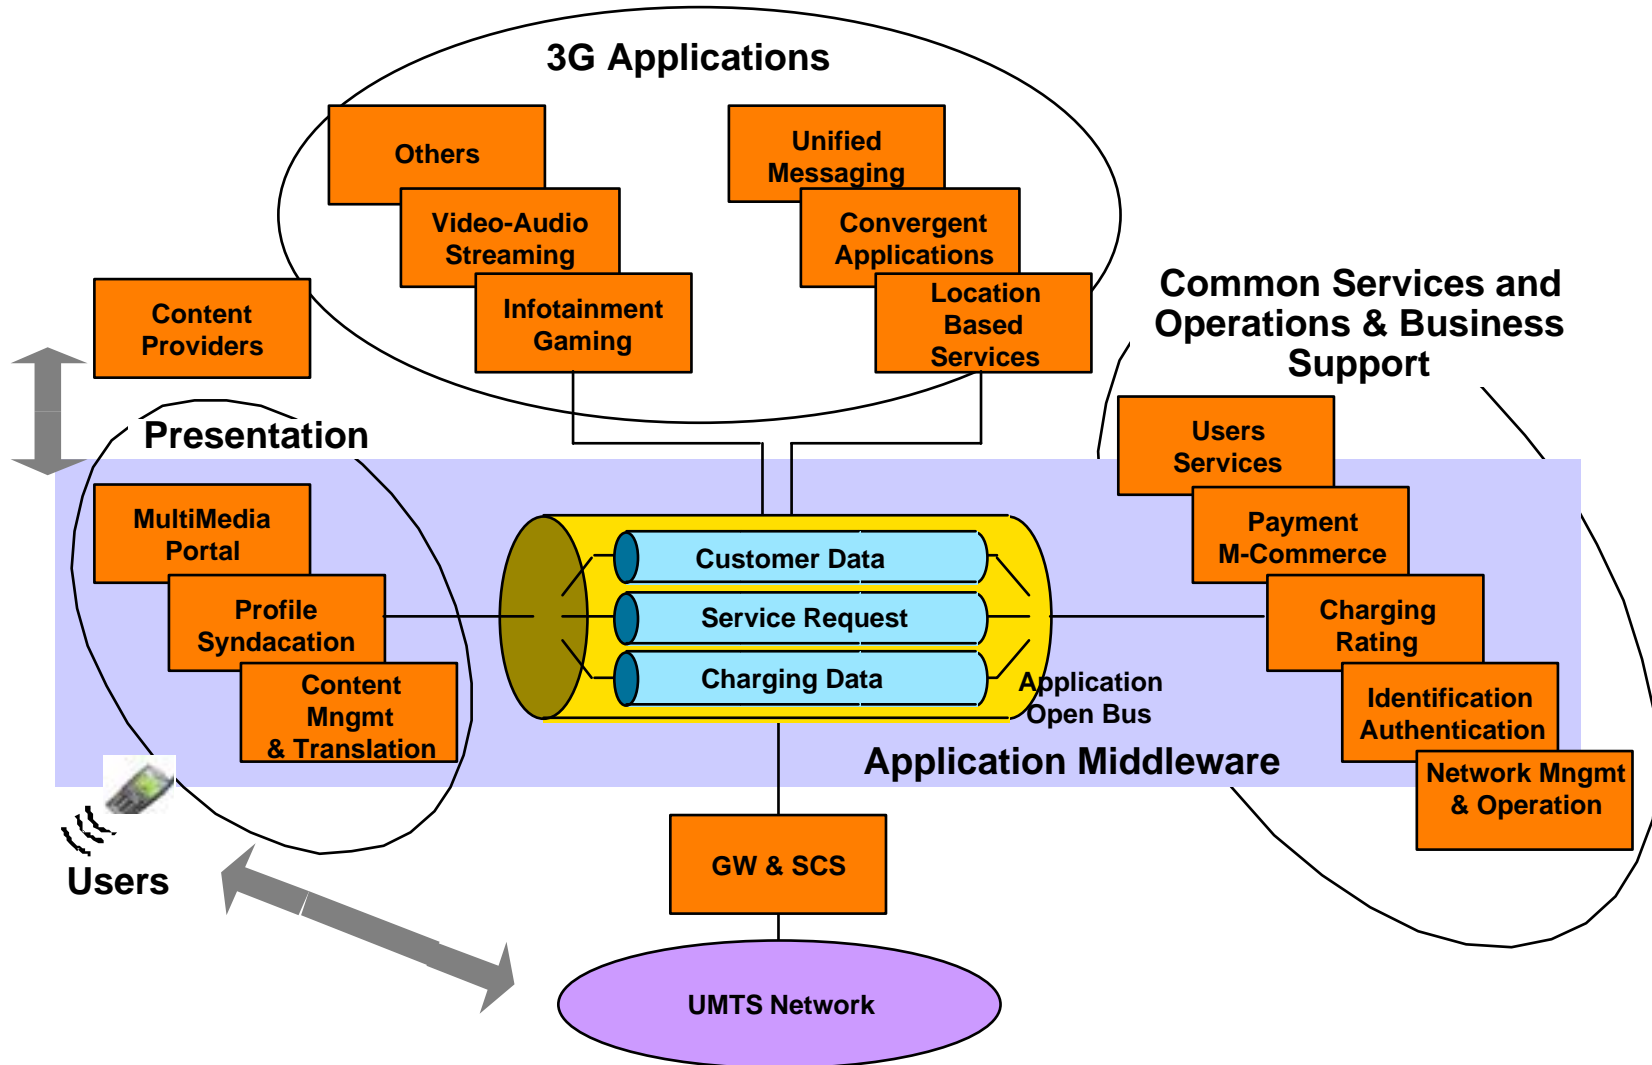 3G Applications
Others
Unified
Messaging
Video-Audio
Streaming
Convergent
Applications
Infotainment
Gaming
Location
Based
Services
Content
Providers
Common Services and
Operations & Business
Support
Presentation
Users
Services
MultiMedia
Portal
Payment
M-Commerce
Profile
Syndacation
Charging
Rating
Content
Mngmt
& Translation
Customer Data
Service Request
Charging Data
Application
Open Bus
Identification
Authentication
Application Middleware
Network Mngmt
& Operation
Users
GW & SCS
UMTS Network